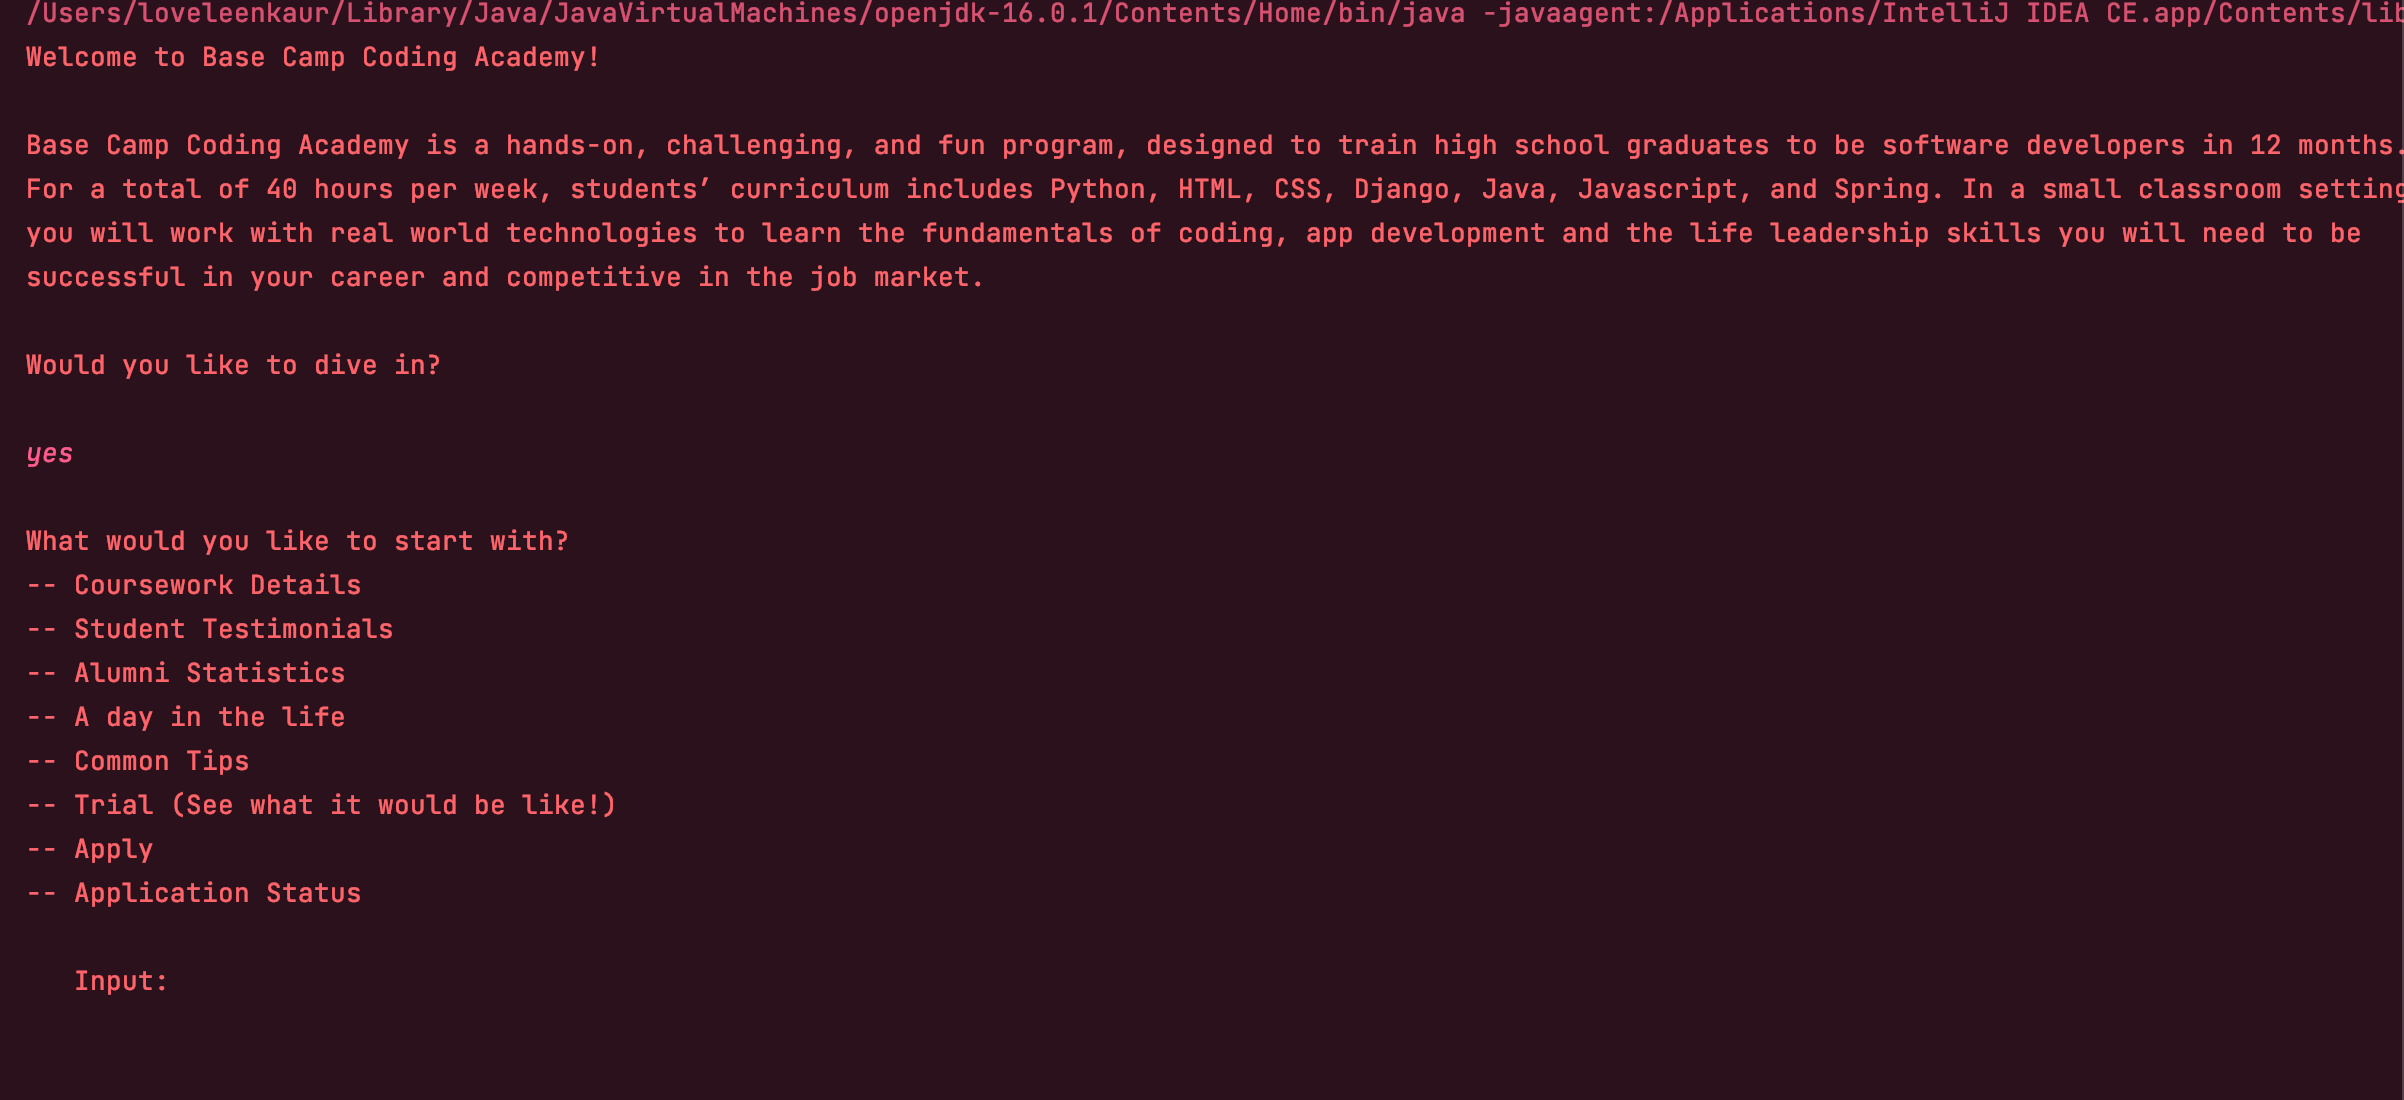 /Users/loveleenkaur/Library/Java/JavaVirtualMachines/openjdk-16.0.1/Contents/Home/bin/java -javaagent:/Applications/IntelliJ IDEA CE.app/Contents/lib
Welcome to Base Camp Coding Academy!
Base Camp Coding Academy is a hands-on, challenging, and fun program, designed to train high school graduates to be software developers in 12 months.
For a total of 40 hours per week, students’ curriculum includes Python, HTML, CSS, Django, Java, Javascript, and Spring. In a small classroom setting
you will work with real world technologies to learn the fundamentals of coding, app development and the life leadership skills you will need to be
successful in your career and competitive in the job market.
Would you like to dive in?
yes
What would you like to start with?
-- Coursework Details
-- Student Testimonials
-- Alumni Statistics
-- A day in the life
-- Common Tips
-- Trial (See what it would be like!)
-- Apply
-- Application Status
Input: